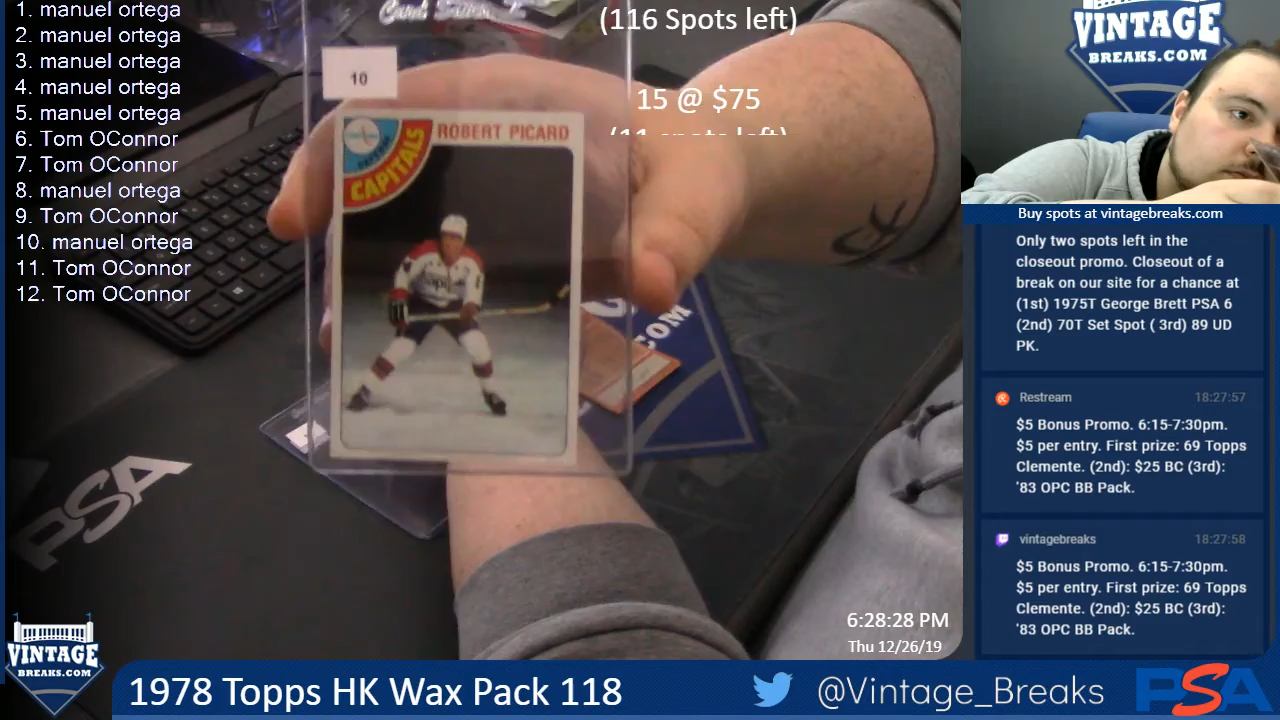 1. manuel ortega
2. manuel ortega
3. manuel ortega
4. manuel ortega
5. manuel ortega
6. Tom OConnor
7. Tom OConnor
8. manuel ortega
9. Tom OConnor
10. manuel ortega
11. Tom OConnor
12. Tom OConnor
(116 Spots left)
15 @ $75
(11 spots left)
10
ROBERT PICARD
CAPITALS
PSA
.COM
VINTAGE
BREAKS.COM
Buy spots at vintagebreaks.com
Only two spots left in the
closeout promo. Closeout of a
break on our site for a chance at
(1st) 1975T George Brett PSA 6
(2nd) 70T Set Spot ( 3rd) 89 UD
PK.
Restream 18:27:57
$5 Bonus Promo. 6:15-7:30pm.
$5 per entry. First prize: 69 Topps
Clemente. (2nd): $25 BC (3rd):
'83 OPC BB Pack.
vintagebreaks 18:27:58
$5 Bonus Promo. 6:15-7:30pm.
$5 per entry. First prize: 69 Topps
Clemente. (2nd): $25 BC (3rd):
'83 OPC BB Pack.
6:28:28 PM
Thu 12/26/19
VINTAGE
BREAKS.COM
1978 Topps HK Wax Pack 118
@Vintage_Breaks
PSA